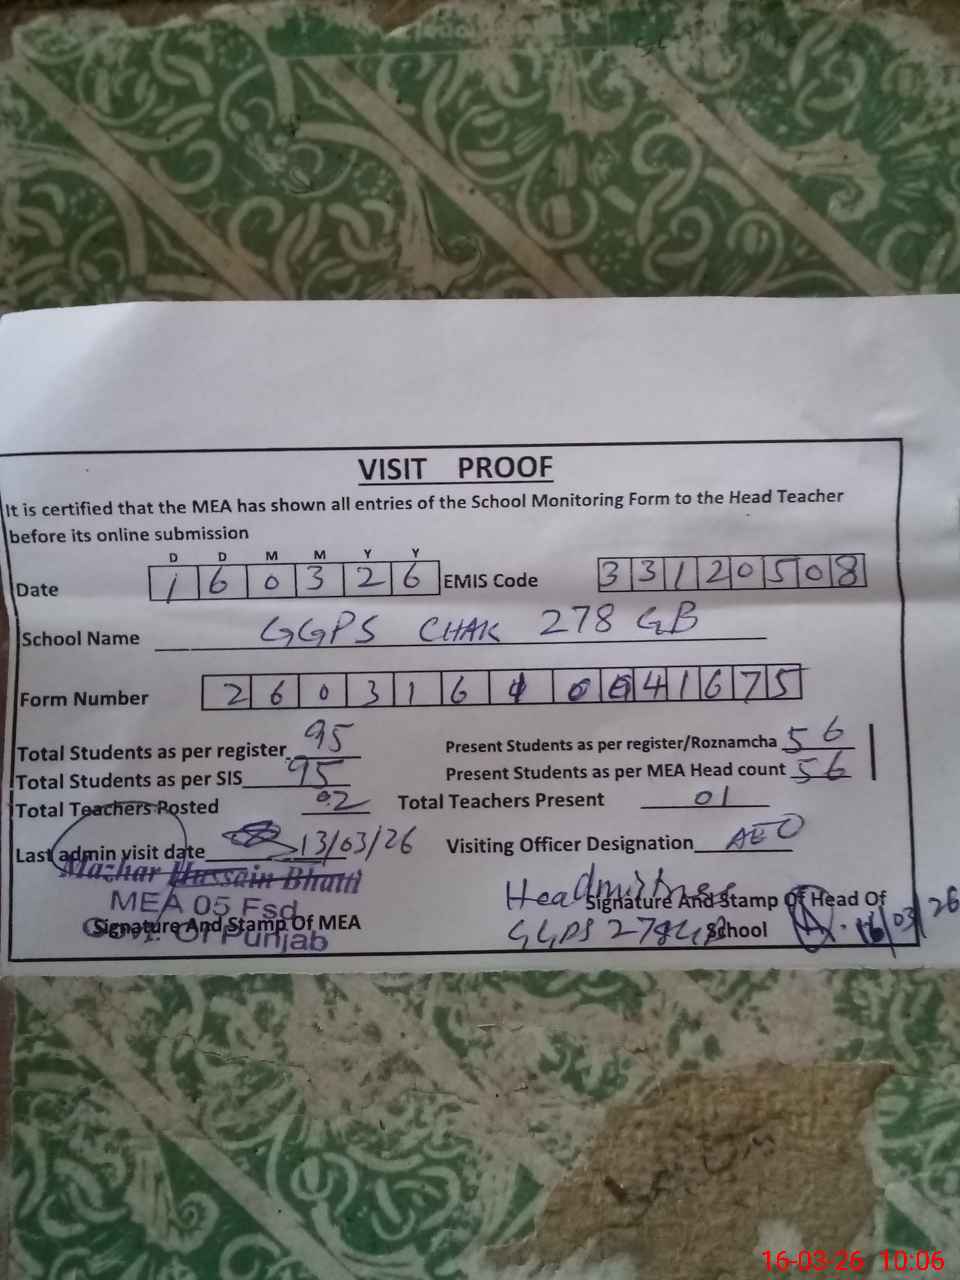 VISIT PROOF
It is certified that the MEA has shown all entries of the School Monitoring Form to the Head Teacher
before its online submission
D D M M Y Y
Date 1 6 0 3 2 6 EMIS Code 3 3 1 2 0 5 0 8
School Name GGPS CHAK 278 GB
Form Number 2 6 0 3 1 6 0 4 1 6 7 5
Total Students as per register 95 Present Students as per register/Roznamcha 56
Total Students as per SIS 95 Present Students as per MEA Head count 56
Total Teachers Posted 02 Total Teachers Present 01
Last admin visit date 13/03/26 Visiting Officer Designation AEO
Mazhar Hussain Bhatti
MEA 05 Fsd
Govt. Of Punjab
Signature And Stamp Of MEA
Headmistress
GGPS 278GB
Signature And Stamp Of Head Of
School
16/03/26
16-03-26 10:06